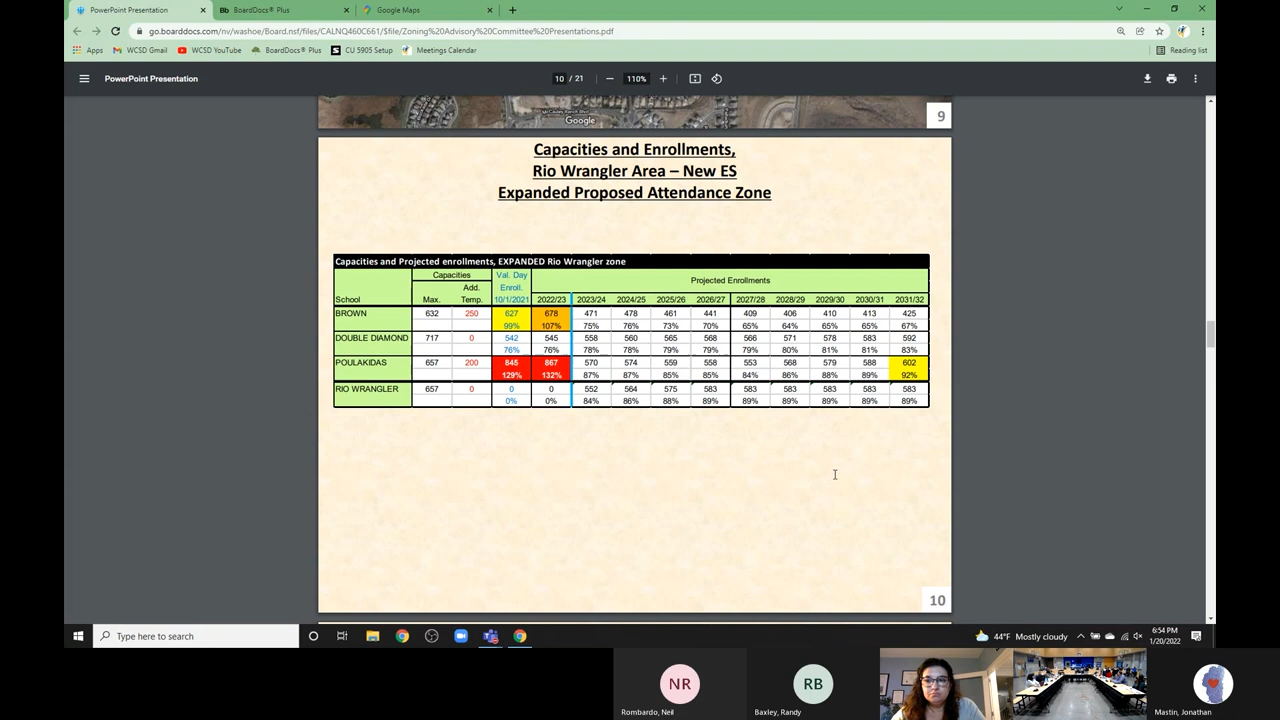 PowerPoint Presentation
BoardDocs® Plus
Google Maps
go.boarddocs.com/nv/washoe/Board.nsf/files/CALNQ460C661/$file/Zoning%20Advisory%20Committee%20Presentations.pdf
Apps WCSD Gmail WCSD YouTube BoardDocs® Plus CU 5905 Setup Meetings Calendar Reading list
PowerPoint Presentation 10 / 21 110%
Google
9
Capacities and Enrollments,
Rio Wrangler Area – New ES
Expanded Proposed Attendance Zone
Capacities and Projected enrollments, EXPANDED Rio Wrangler zone
Capacities Val. Day Projected Enrollments
Add. Enroll.
School Max. Temp. 10/1/2021 2022/23 2023/24 2024/25 2025/26 2026/27 2027/28 2028/29 2029/30 2030/31 2031/32
BROWN 632 250 627 678 471 478 461 441 409 406 410 413 425
99% 107% 75% 76% 73% 70% 65% 64% 65% 65% 67%
DOUBLE DIAMOND 717 0 542 545 558 560 565 568 566 571 578 583 592
76% 76% 78% 78% 79% 79% 79% 80% 81% 81% 83%
POULAKIDAS 657 200 845 867 570 574 559 558 553 568 579 588 602
129% 132% 87% 87% 85% 85% 84% 86% 88% 89% 92%
RIO WRANGLER 657 0 0 0 552 564 575 583 583 583 583 583 583
0% 0% 84% 86% 88% 89% 89% 89% 89% 89% 89%
10
Type here to search
44°F Mostly cloudy
6:54 PM
1/20/2022
NR
RB
Rombardo, Neil
Baxley, Randy
Mastin, Jonathan